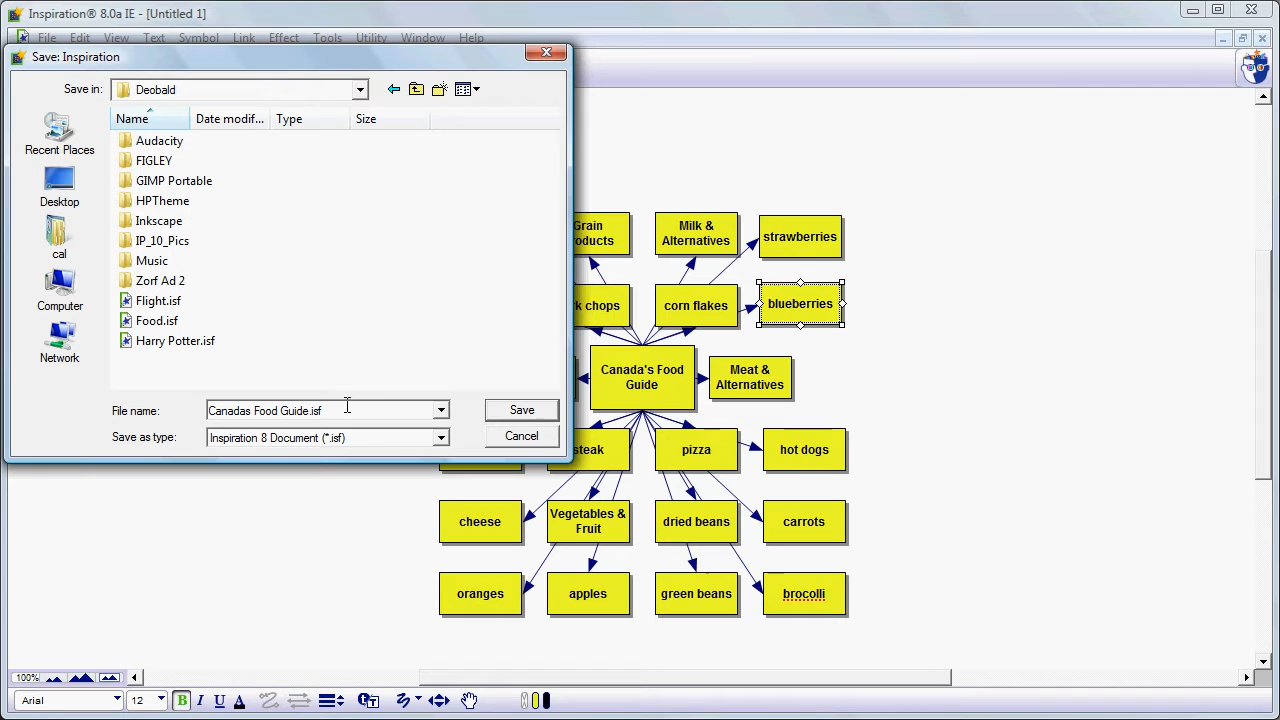 Inspiration® 8.0a IE - [Untitled 1]
File Edit View Text Symbol Link Effect Tools Utility Window Help
Save: Inspiration
Save in: Deobald
Name Date modif... Type Size
Recent Places
Desktop
cal
Computer
Network
Audacity
FIGLEY
GIMP Portable
HPTheme
Inkscape
IP_10_Pics
Music
Zorf Ad 2
Flight.isf
Food.isf
Harry Potter.isf
File name: Canadas Food Guide.isf Save
Save as type: Inspiration 8 Document (*.isf) Cancel
Grain
Milk &
Alternatives
strawberries
chops
corn flakes
blueberries
Canada's Food
Guide
Meat &
Alternatives
steak
pizza
hot dogs
cheese
Vegetables &
Fruit
dried beans
carrots
oranges
apples
green beans
brocolli
100%
Arial 12 B I U A